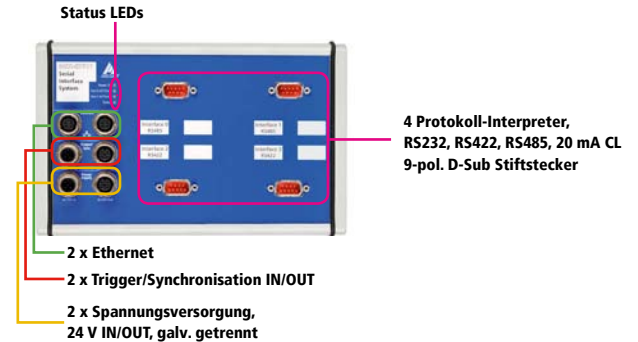 Status LEDs
Serial
Interface
System
Interface 0
RS485
Interface 1
RS485
Interface 2
RS422
Interface 3
RS422
4 Protokoll-Interpreter,
RS232, RS422, RS485, 20 mA CL
9-pol. D-Sub Stiftstecker
2 x Ethernet
2 x Trigger/Synchronisation IN/OUT
2 x Spannungsversorgung,
24 V IN/OUT, galv. getrennt